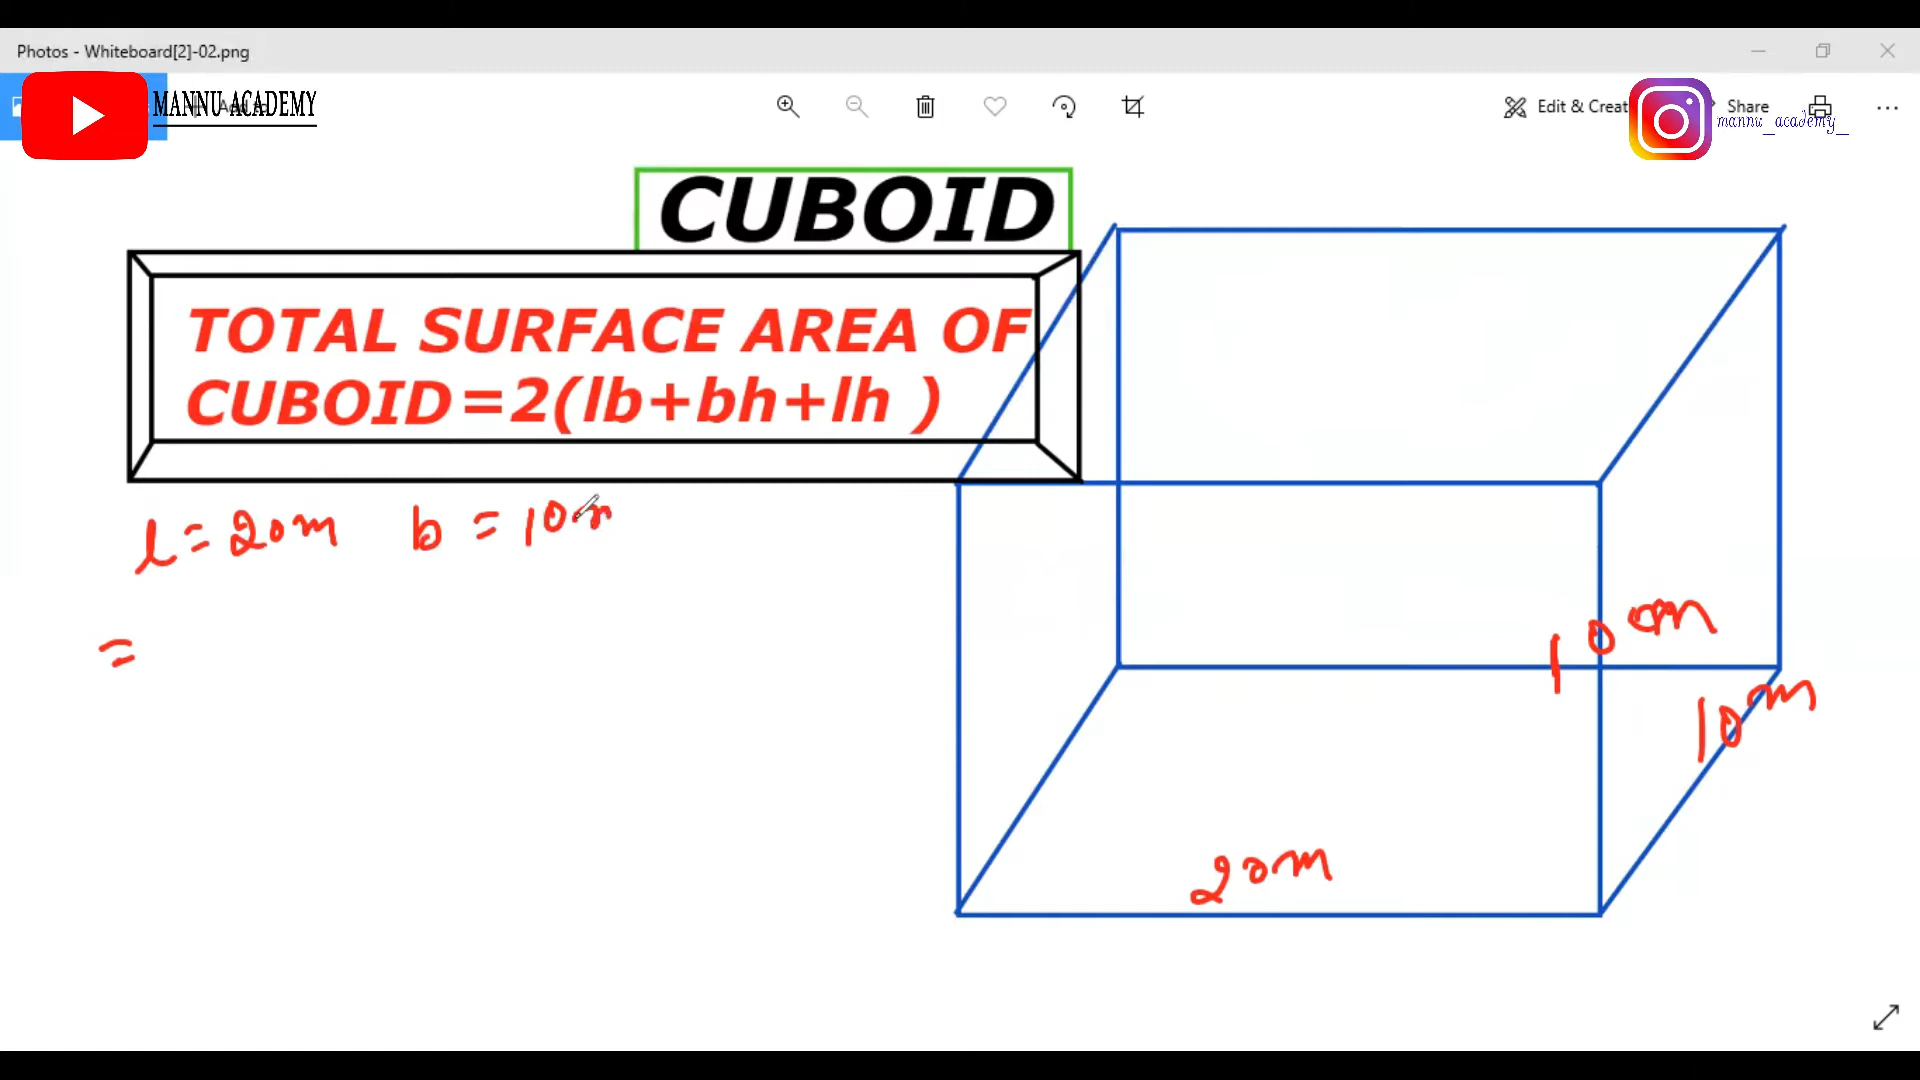 Photos - Whiteboard[2]-02.png
MANNU ACADEMY
Edit & Creat
Share
mannu_academy_
CUBOID
TOTAL SURFACE AREA OF
CUBOID =2(lb+bh+lh )
l = 20m b = 10m
=
10m
10m
20m